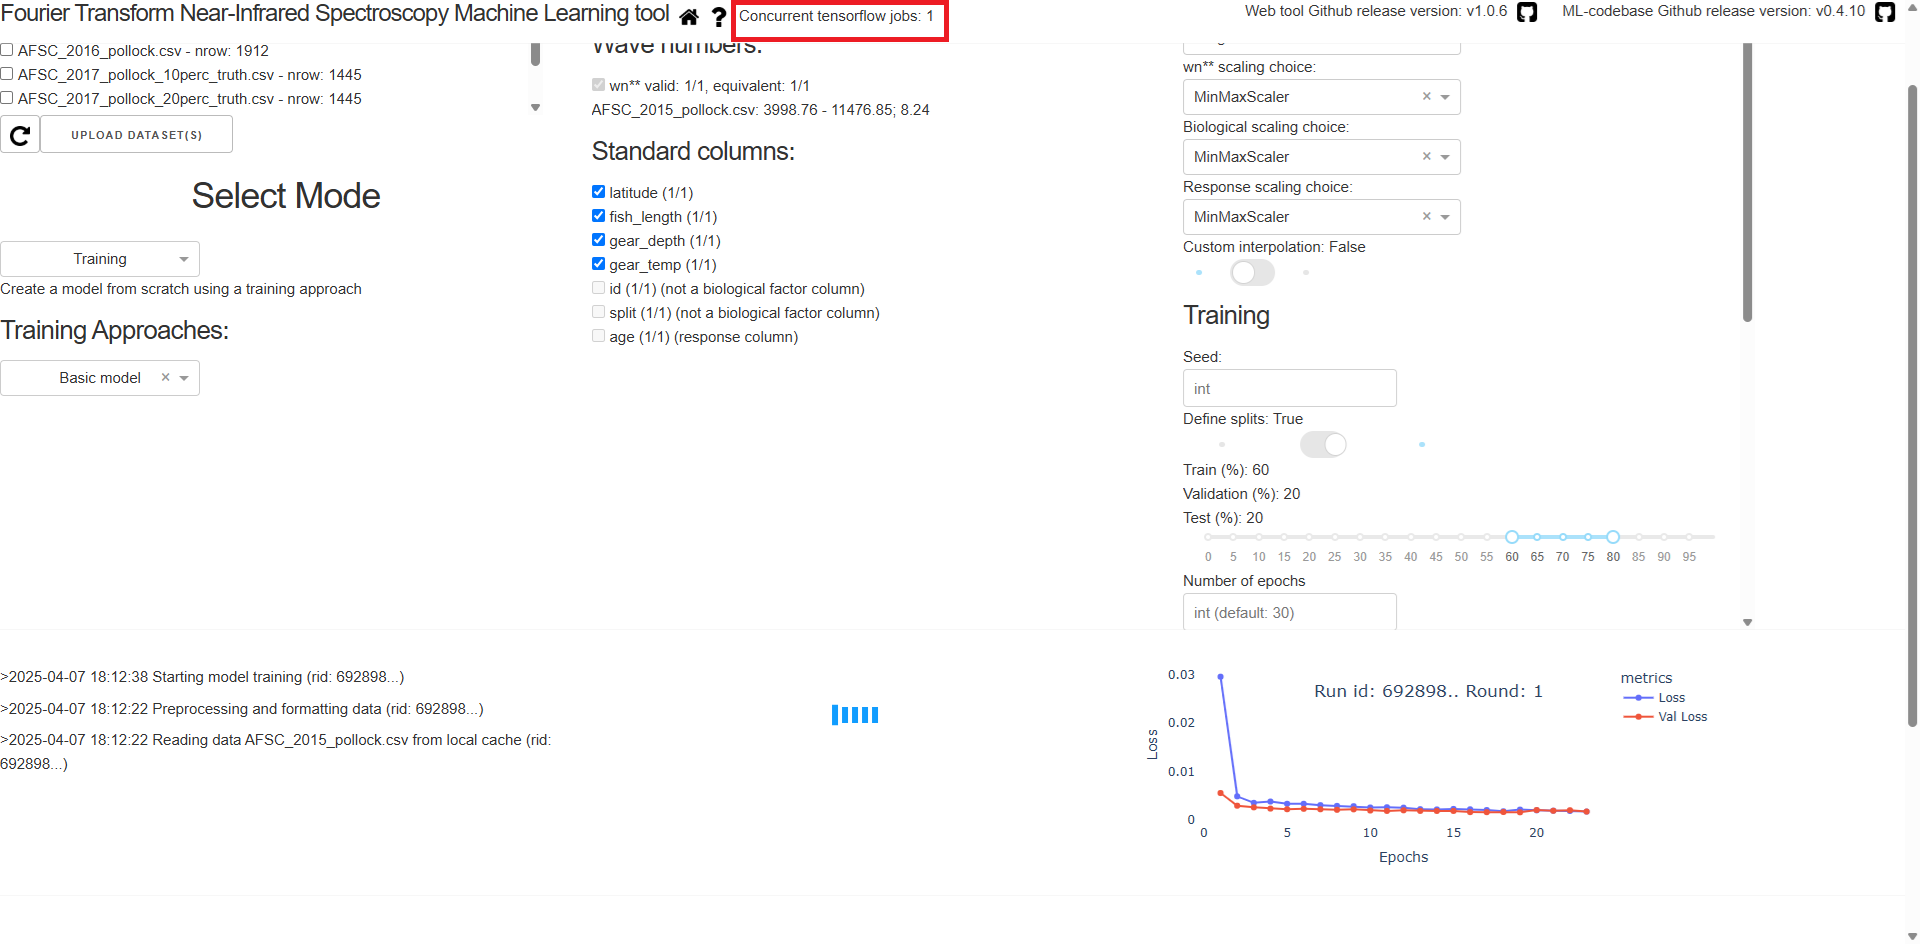 Fourier Transform Near-Infrared Spectroscopy Machine Learning tool
Concurrent tensorflow jobs: 1
Web tool Github release version: v1.0.6
ML-codebase Github release version: v0.4.10
AFSC_2016_pollock.csv - nrow: 1912
AFSC_2017_pollock_10perc_truth.csv - nrow: 1445
AFSC_2017_pollock_20perc_truth.csv - nrow: 1445
UPLOAD DATASET(S)
Select Mode
Training
Create a model from scratch using a training approach
Training Approaches:
Basic model ×
Wave numbers:
wn** valid: 1/1, equivalent: 1/1
AFSC_2015_pollock.csv: 3998.76 - 11476.85; 8.24
Standard columns:
latitude (1/1)
fish_length (1/1)
gear_depth (1/1)
gear_temp (1/1)
id (1/1) (not a biological factor column)
split (1/1) (not a biological factor column)
age (1/1) (response column)
wn** scaling choice:
MinMaxScaler ×
Biological scaling choice:
MinMaxScaler ×
Response scaling choice:
MinMaxScaler ×
Custom interpolation: False
Training
Seed:
int
Define splits: True
Train (%): 60
Validation (%): 20
Test (%): 20
0 5 10 15 20 25 30 35 40 45 50 55 60 65 70 75 80 85 90 95
Number of epochs
int (default: 30)
>2025-04-07 18:12:38 Starting model training (rid: 692898...)
>2025-04-07 18:12:22 Preprocessing and formatting data (rid: 692898...)
>2025-04-07 18:12:22 Reading data AFSC_2015_pollock.csv from local cache (rid:
692898...)
Run id: 692898.. Round: 1
metrics
Loss
Val Loss
Loss
0.03
0.02
0.01
0
0 5 10 15 20
Epochs